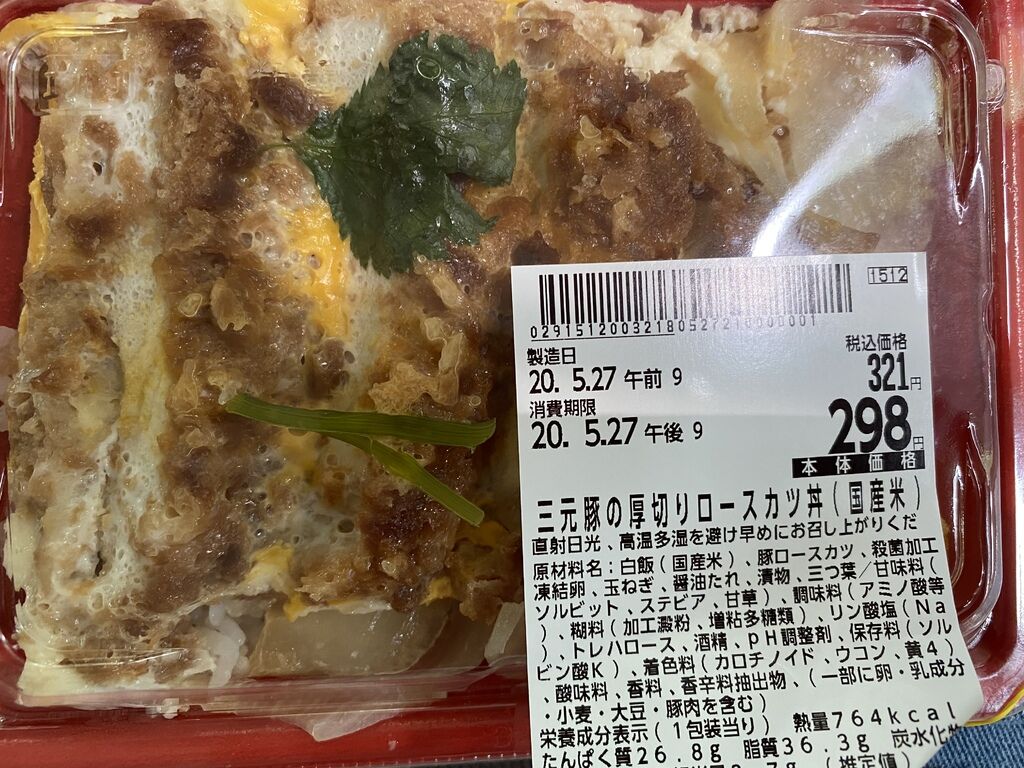 1512
製造日
税込価格
20. 5.27 午前 9
321円
消費期限
20. 5.27 午後 9
298円
本体価格
三元豚の厚切りロースカツ丼(国産米)
直射日光、高温多湿を避け早めにお召し上がりくだ
原材料名:白飯(国産米)、豚ロースカツ、殺菌加工
凍結卵、玉ねぎ、醤油たれ、漬物、三つ葉/甘味料(
ソルビット、ステビア、甘草)、調味料(アミノ酸等
)、糊料(加工澱粉、増粘多糖類)、リン酸塩(Na
)、トレハロース、酒精、pH調整剤、保存料(ソル
ビン酸K)、着色料(カロチノイド、ウコン、黄4)
、酸味料、香料、香辛料抽出物、(一部に卵・乳成分
・小麦・大豆・豚肉を含む)
栄養成分表示(1包装当り) 熱量764kcal
たんぱく質26.8g 脂質36.3g 炭水化物
(推定値)